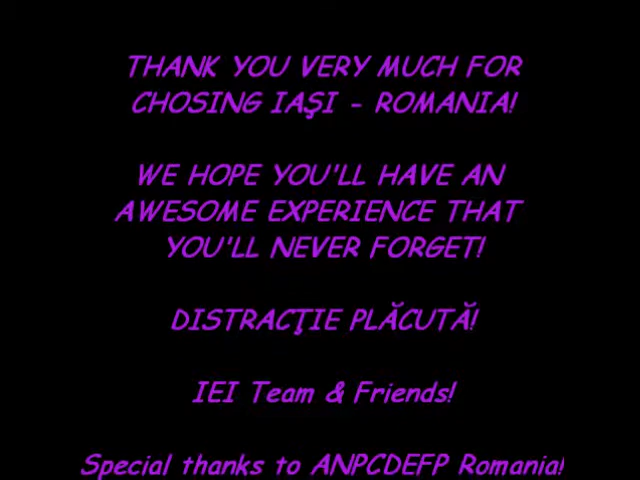 THANK YOU VERY MUCH FOR
CHOSING IAŞI - ROMANIA!
WE HOPE YOU'LL HAVE AN
AWESOME EXPERIENCE THAT
YOU'LL NEVER FORGET!
DISTRACŢIE PLĂCUTĂ!
IEI Team & Friends!
Special thanks to ANPCDEFP Romania!